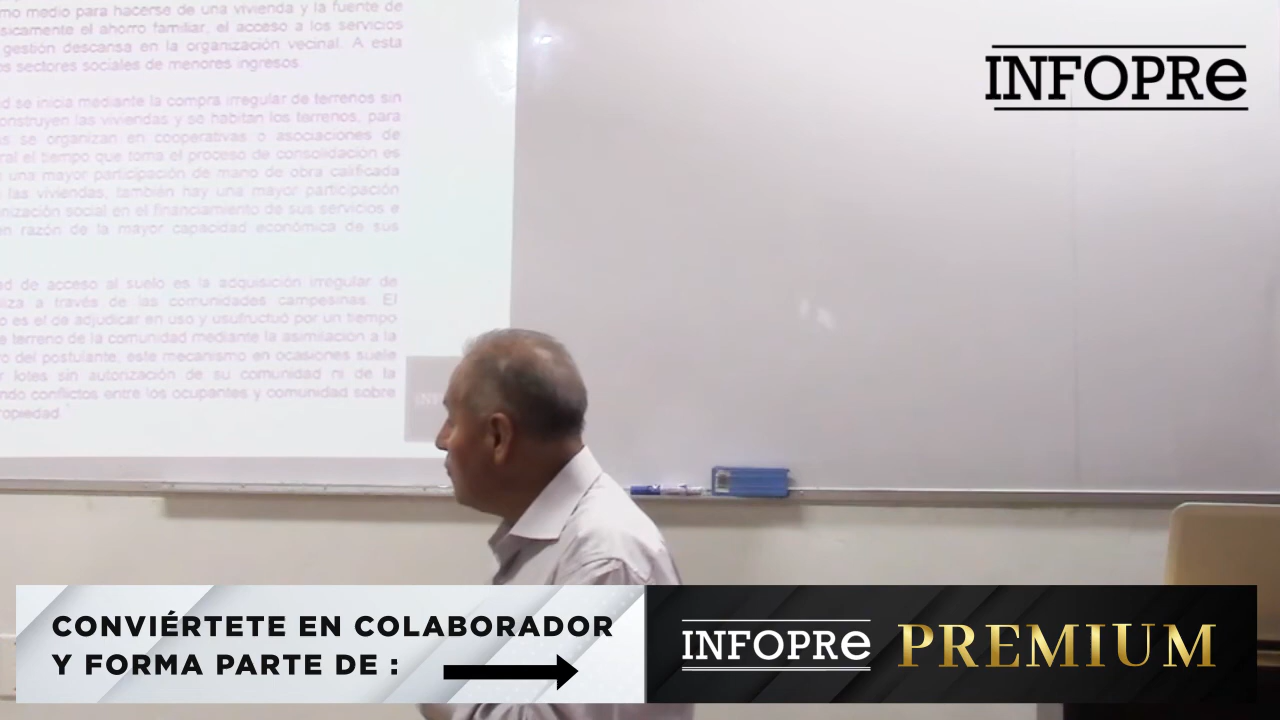 mo medio para hacerse de una vivienda y la fuente de
sicamente el ahorro familiar, el acceso a los servicios
gestión descansa en la organización vecinal. A esta
os sectores sociales de menores ingresos
INFOPRe
ad se inicia mediante la compra irregular de terrenos sin
onstruyen las viviendas y se habitan los terrenos, para
as se organizan en cooperativas o asociaciones de
ral el tiempo que toma el proceso de consolidación es
e una mayor participación de mano de obra calificada
n las viviendas, también hay una mayor participación
nización social en el financiamiento de sus servicios e
en razón de la mayor capacidad económica de sus
ad de acceso al suelo es la adquisición irregular de
liza a través de las comunidades campesinas. El
o es el de adjudicar en uso y usufructuó por un tiempo
e terreno de la comunidad mediante la asimilación a la
ro del postulante; este mecanismo en ocasiones suele
r lotes sin autorización de su comunidad ni de la
ndo conflictos entre los ocupantes y comunidad sobre
ropiedad.
CONVIÉRTETE EN COLABORADOR
Y FORMA PARTE DE :
INFOPRe PREMIUM